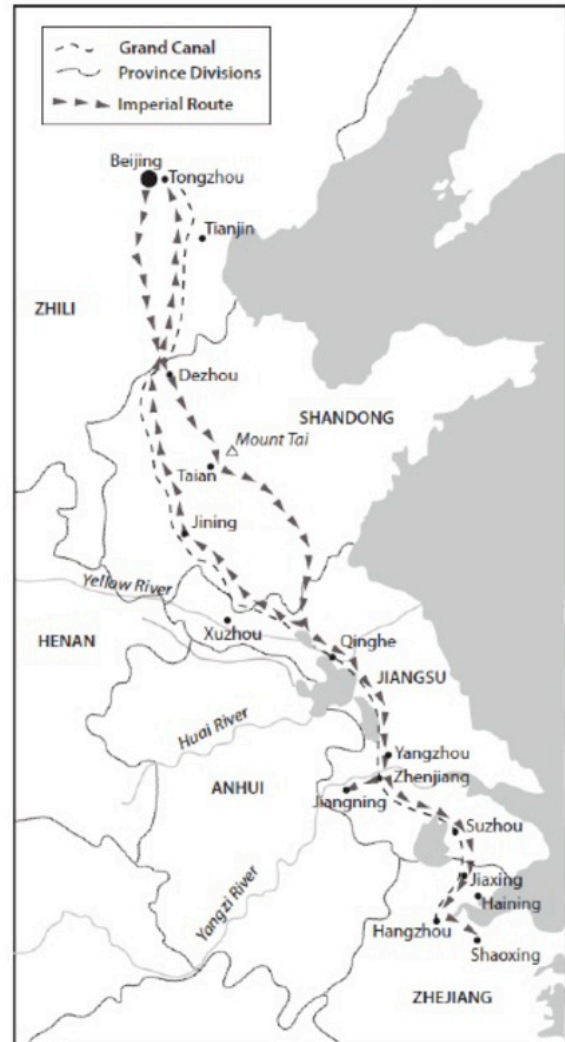 Grand Canal
Province Divisions
Imperial Route
Beijing
Tongzhou
Tianjin
ZHILI
Dezhou
SHANDONG
Mount Tai
Taian
Jining
Yellow River
Xuzhou
HENAN
Qinghe
JIANGSU
Huai River
Yangzhou
ANHUI
Zhenjiang
Jiangning
Suzhou
Yangzi River
Jiaxing
Haining
Hangzhou
Shaoxing
ZHEJIANG